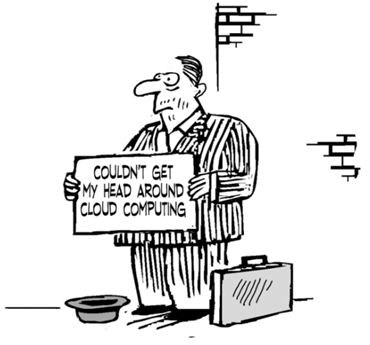 COULDN'T GET
MY HEAD AROUND
CLOUD COMPUTING